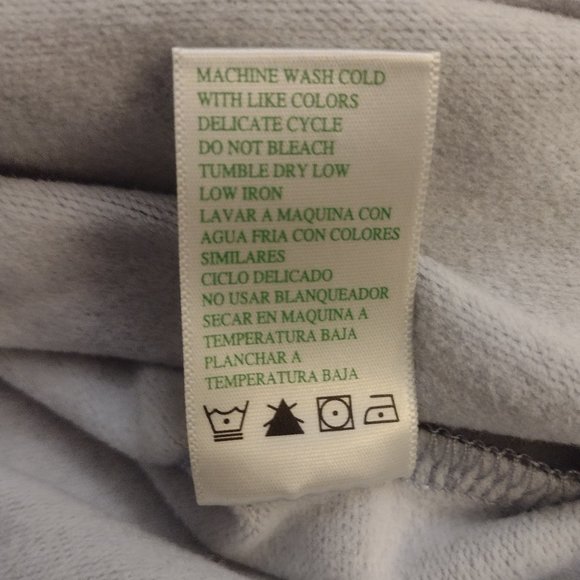 MACHINE WASH COLD
WITH LIKE COLORS
DELICATE CYCLE
DO NOT BLEACH
TUMBLE DRY LOW
LOW IRON
LAVAR A MAQUINA CON
AGUA FRIA CON COLORES
SIMILARES
CICLO DELICADO
NO USAR BLANQUEADOR
SECAR EN MAQUINA A
TEMPERATURA BAJA
PLANCHAR A
TEMPERATURA BAJA